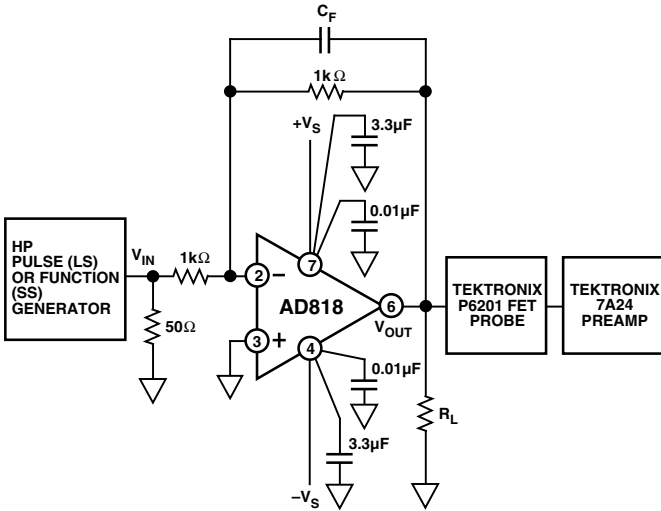 C_F
1kΩ
+V_S
3.3µF
0.01µF
HP
PULSE (LS)
OR FUNCTION
(SS)
GENERATOR
V_IN
1kΩ
50Ω
2
−
7
AD818
3
+
4
6
V_OUT
TEKTRONIX
P6201 FET
PROBE
TEKTRONIX
7A24
PREAMP
0.01µF
3.3µF
R_L
−V_S